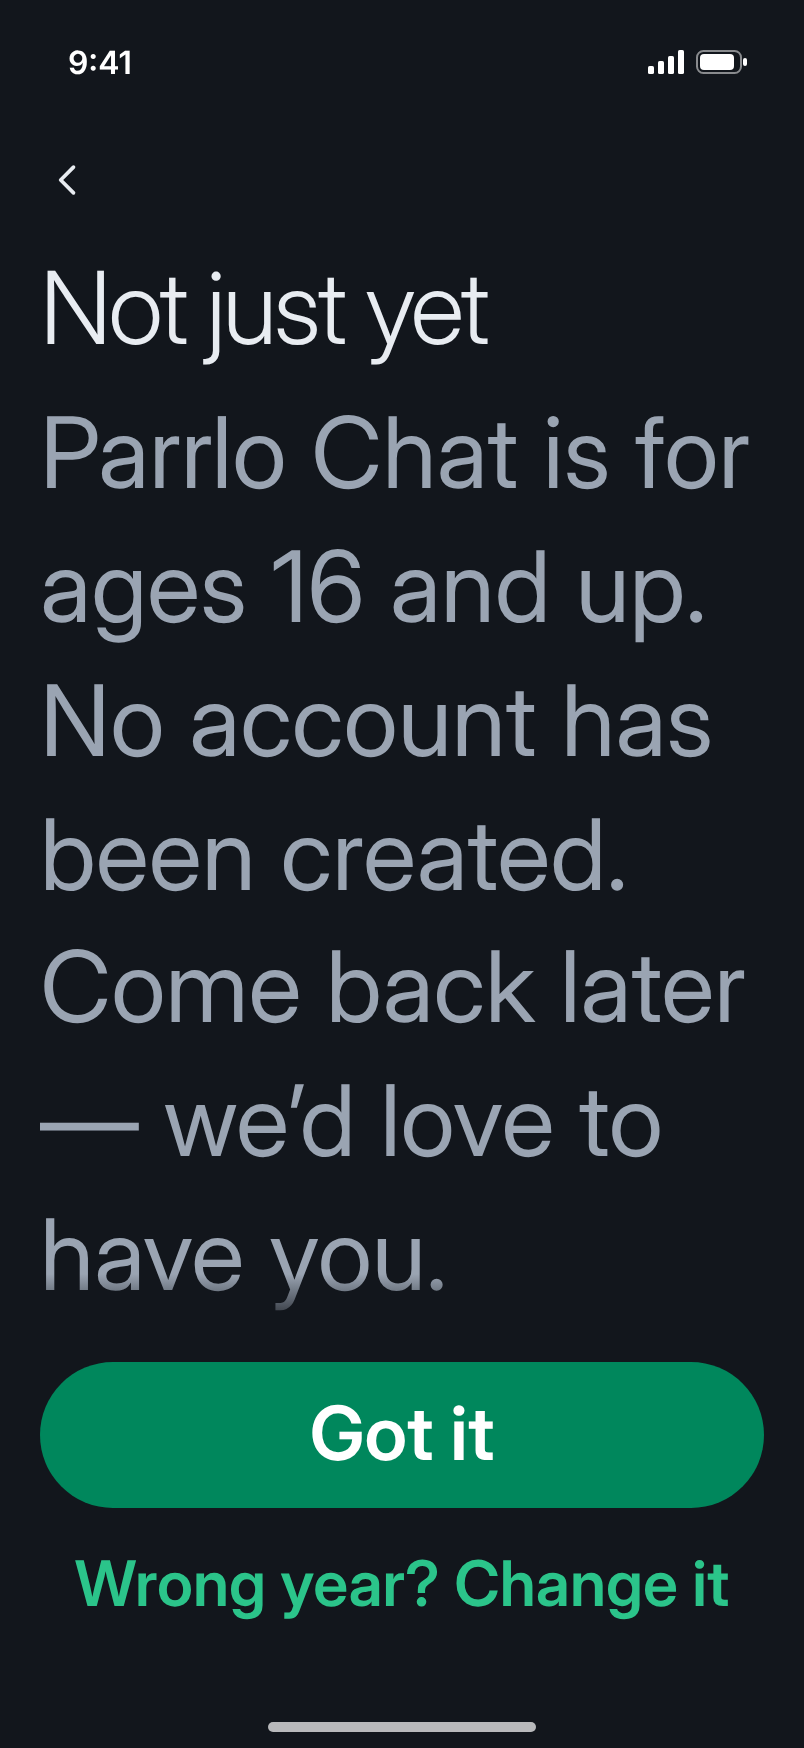 9:41
Not just yet
Parrlo Chat is for
ages 16 and up.
No account has
been created.
Come back later
— we’d love to
have you.
Got it
Wrong year? Change it